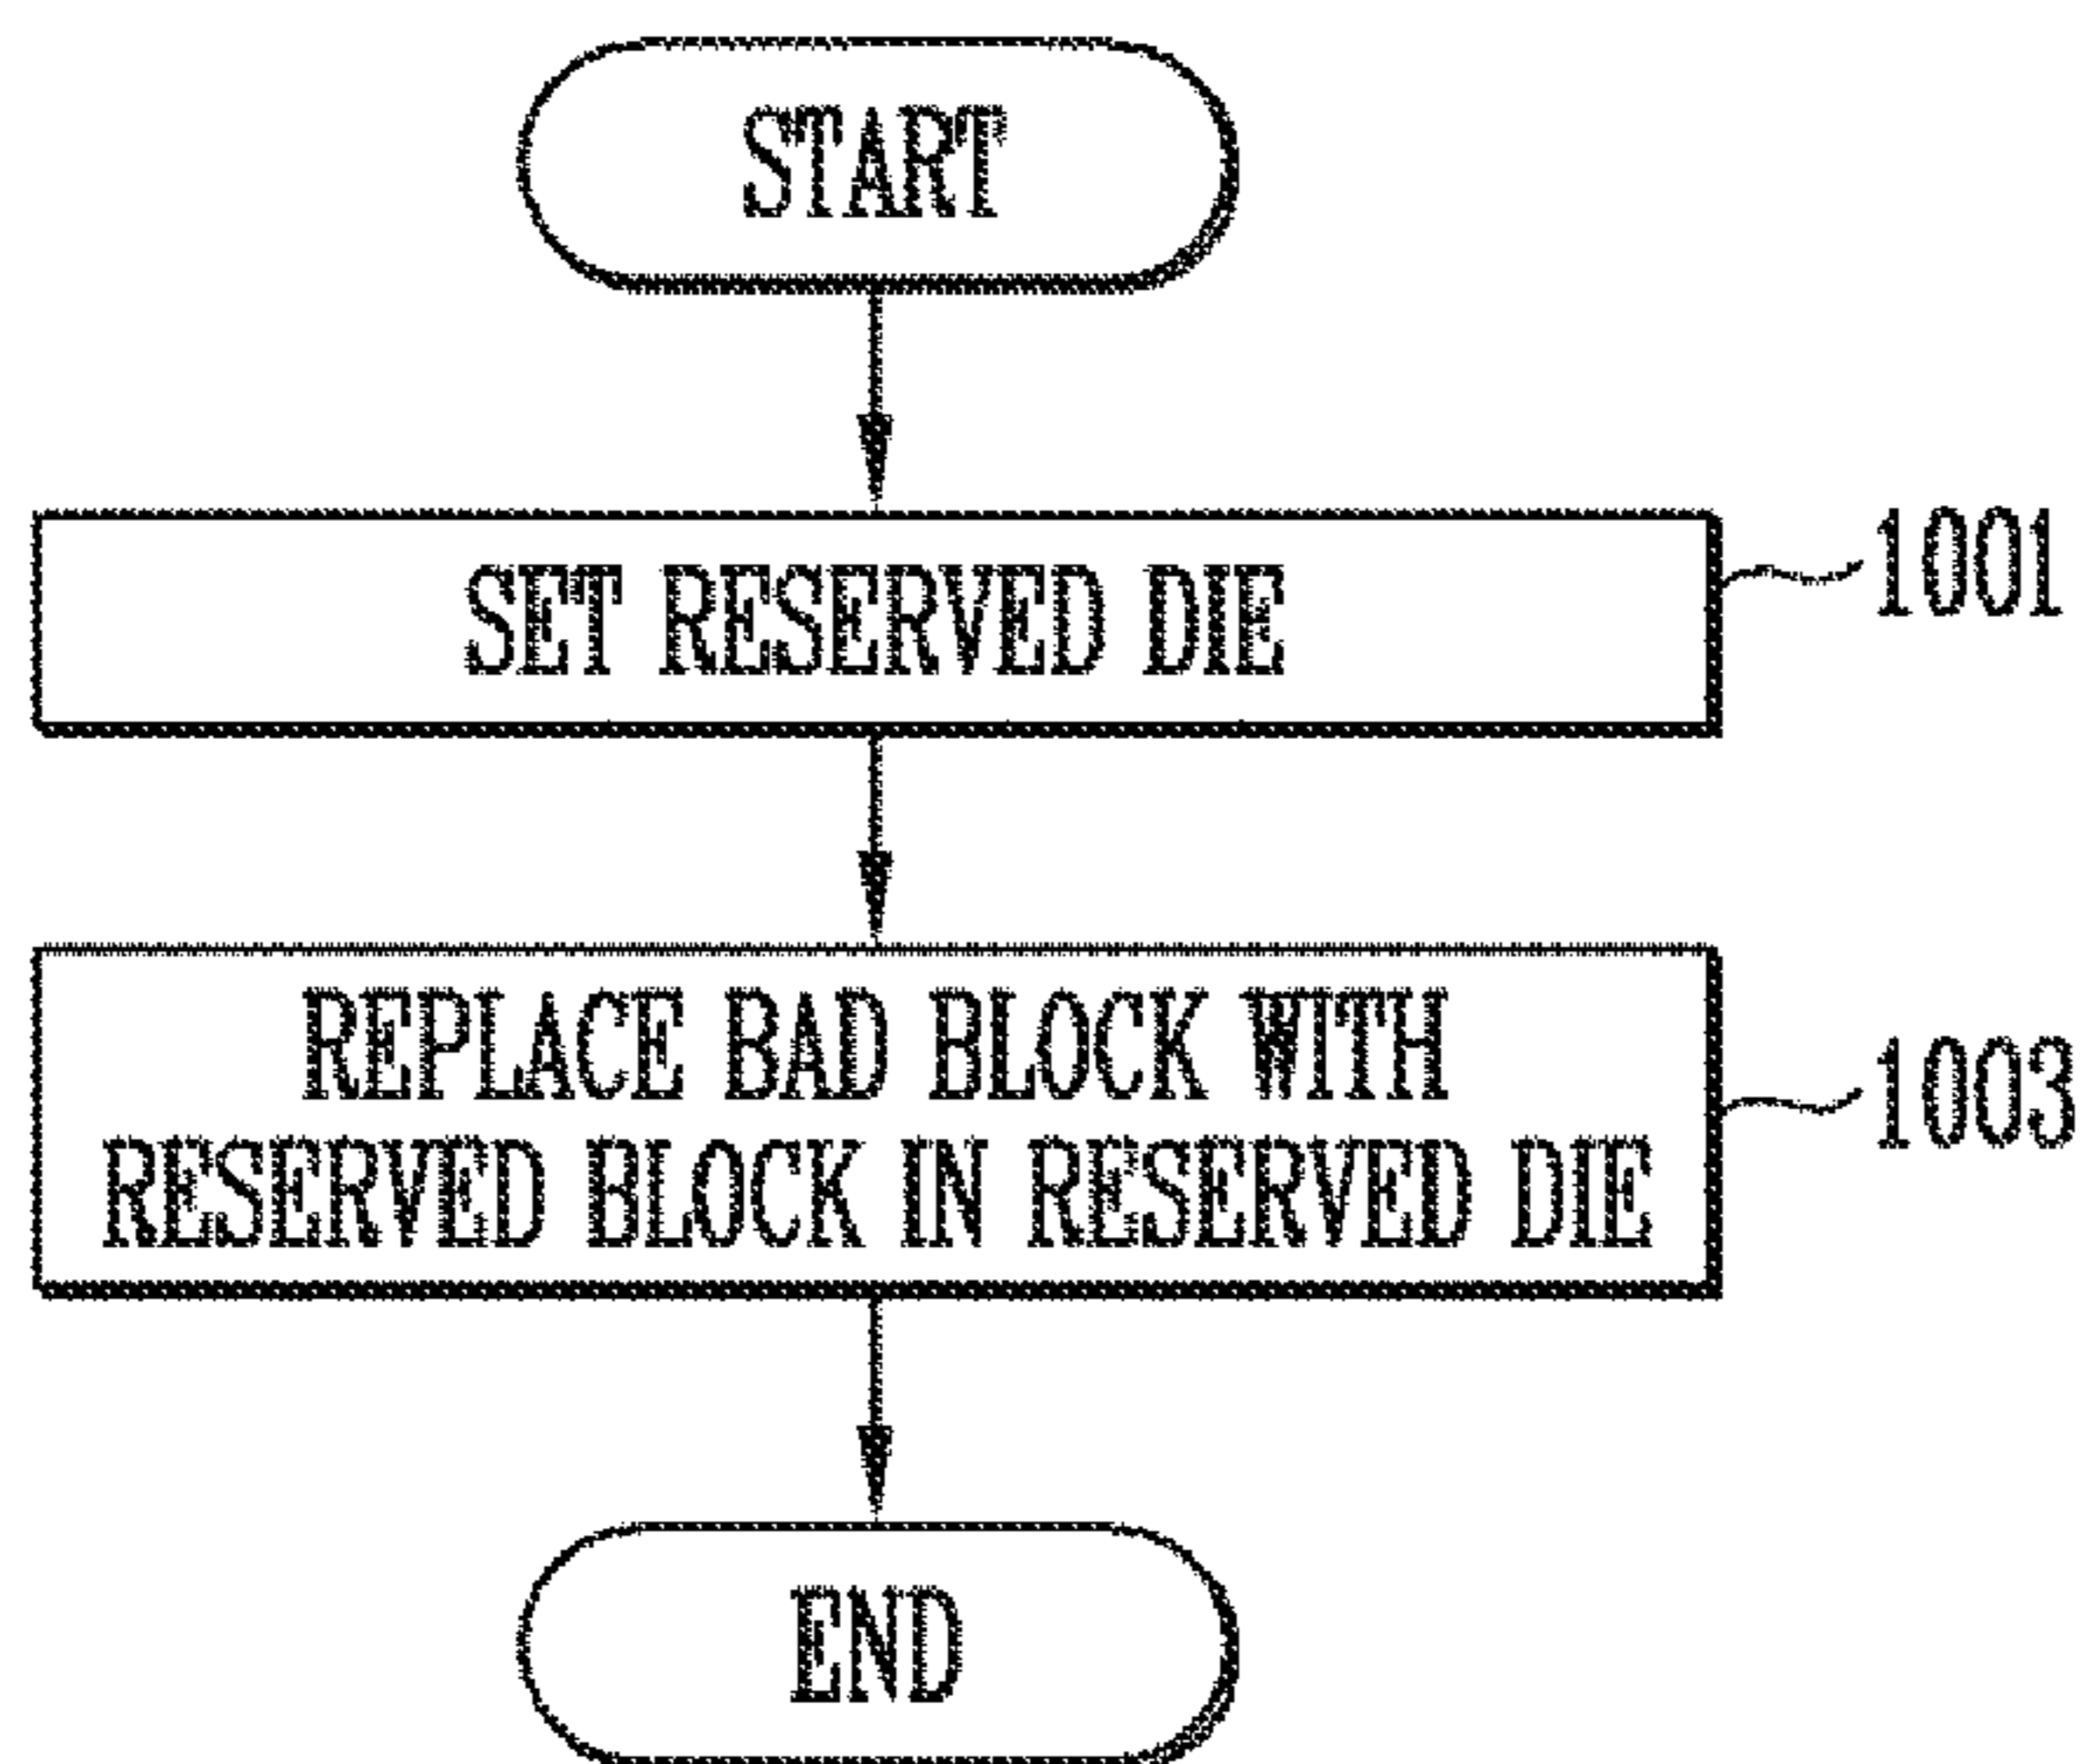 START
SET RESERVED DIE
1001
REPLACE BAD BLOCK WITH
RESERVED BLOCK IN RESERVED DIE
1003
END